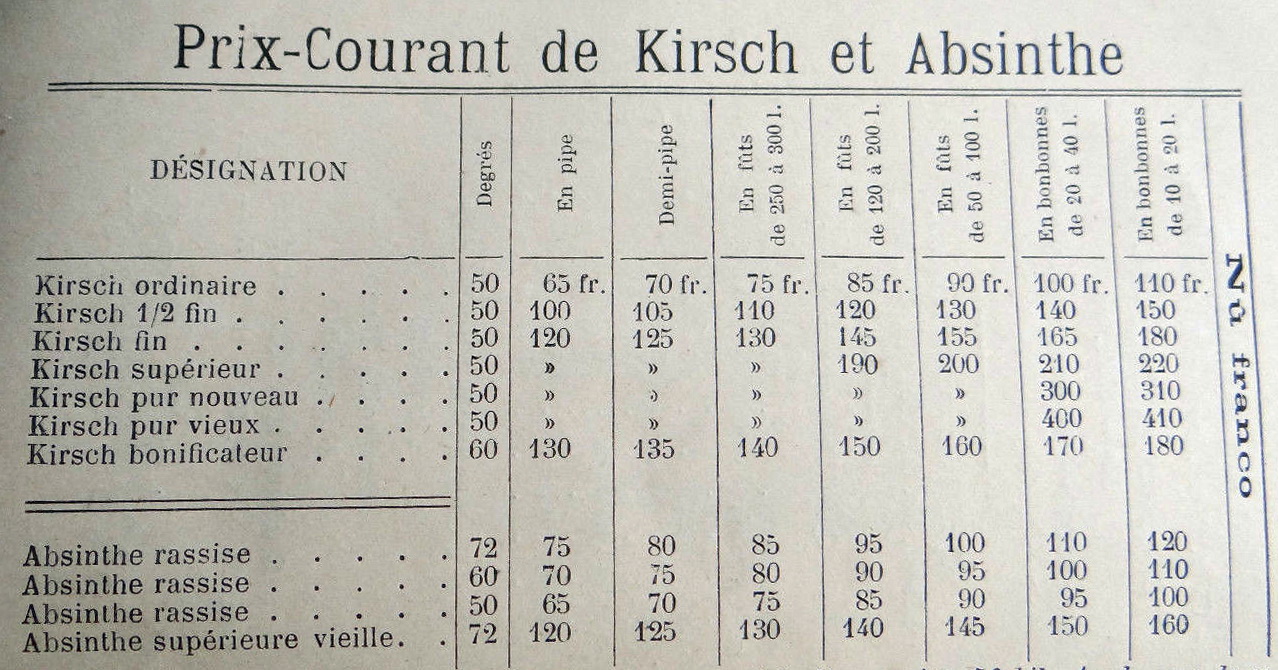 Prix-Courant de Kirsch et Absinthe
DÉSIGNATION
Degrés
En pipe
Demi-pipe
En fûts
de 250 à 300 l.
En fûts
de 120 à 200 l.
En fûts
de 50 à 100 l.
En bonbonnes
de 20 à 40 l.
En bonbonnes
de 10 à 20 l.
Kirsch ordinaire . . . . . 50 65 fr. 70 fr. 75 fr. 85 fr. 90 fr. 100 fr. 110 fr.
Kirsch 1/2 fin . . . . . . 50 100 105 110 120 130 140 150
Kirsch fin . . . . . . . 50 120 125 130 145 155 165 180
Kirsch supérieur . . . . . 50 » » » 190 200 210 220
Kirsch pur nouveau . . . . 50 » » » » » 300 310
Kirsch pur vieux . . . . . 50 » » » » » 400 410
Kirsch bonificateur . . . . 60 130 135 140 150 160 170 180
Absinthe rassise . . . . . 72 75 80 85 95 100 110 120
Absinthe rassise . . . . . 60 70 75 80 90 95 100 110
Absinthe rassise . . . . . 50 65 70 75 85 90 95 100
Absinthe supérieure vieille. . 72 120 125 130 140 145 150 160
Nu franco